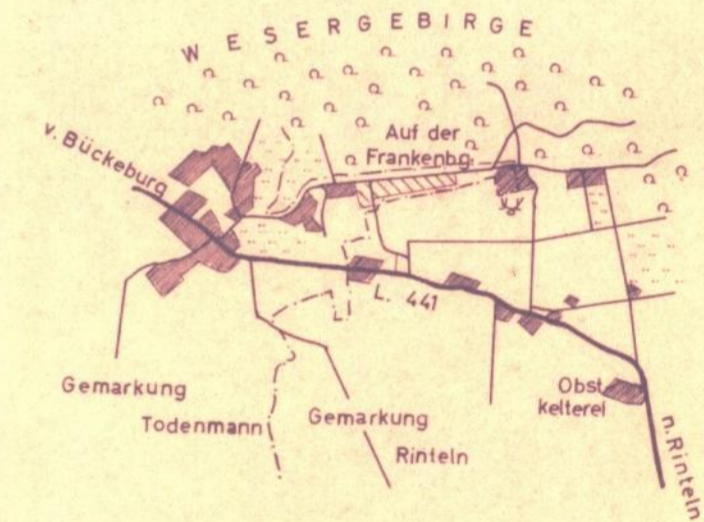 WESERGEBIRGE
v. Bückeburg
Auf der
Frankenbg.
L. 441
Gemarkung
Todenmann
Gemarkung
Rinteln
Obst
kelterei
n. Rinteln